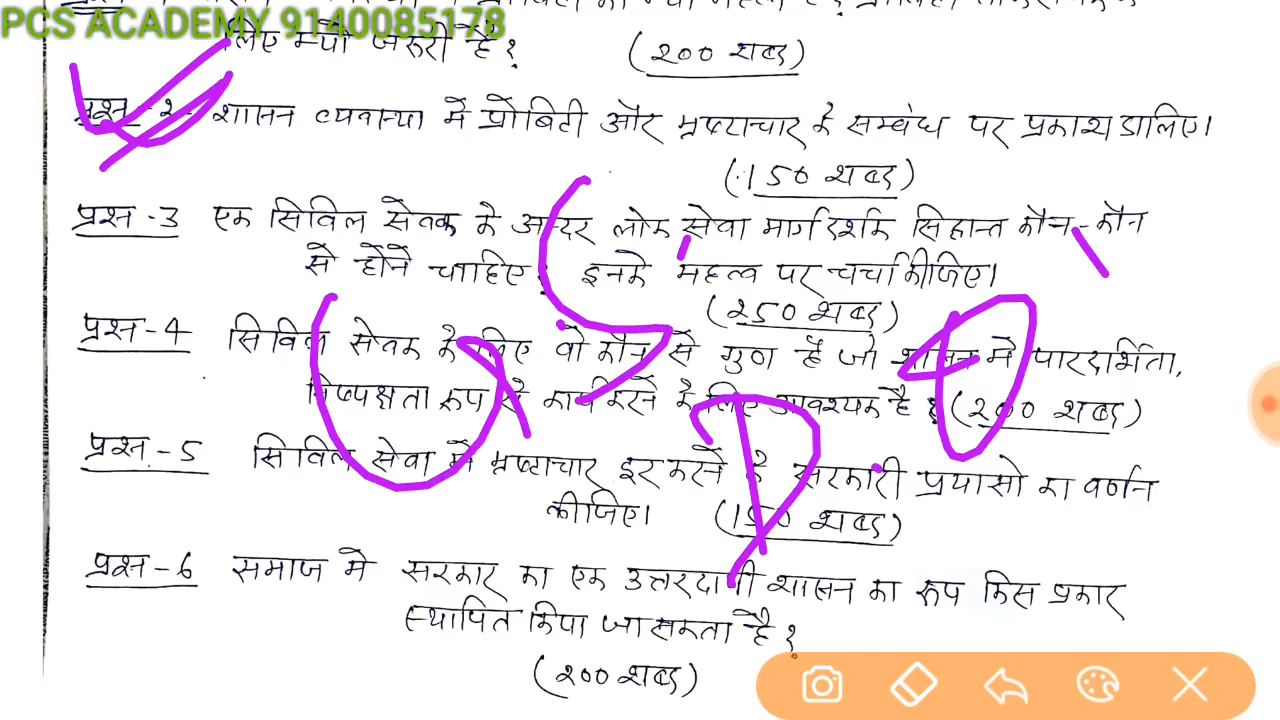 PCS ACADEMY 9140085178
लिए क्यों जरूरी है?
(200 शब्द)
प्रश्न-2- शासन व्यवस्था में प्रोबिटी और भ्रष्टाचार के सम्बंध पर प्रकाश डालिए।
(150 शब्द)
प्रश्न-3 एक सिविल सेवक के अन्दर लोक सेवा मार्गदर्शक सिद्धान्त कौन-कौन
से होने चाहिए? इनके महत्व पर चर्चा कीजिए।
(250 शब्द)
प्रश्न-4 सिविल सेवक के लिए वो कौन से गुण है जो शासन मे पारदर्शिता,
निष्पक्षता रूप से कार्य करने के लिए आवश्यक है? (200 शब्द)
प्रश्न-5 सिविल सेवा में भ्रष्टाचार दूर करने के सरकारी प्रयासो का वर्णन
कीजिए। (150 शब्द)
प्रश्न-6 समाज मे सरकार का एक उत्तरदायी शासन का रूप किस प्रकार
स्थापित किया जा सकता है?
(200 शब्द)